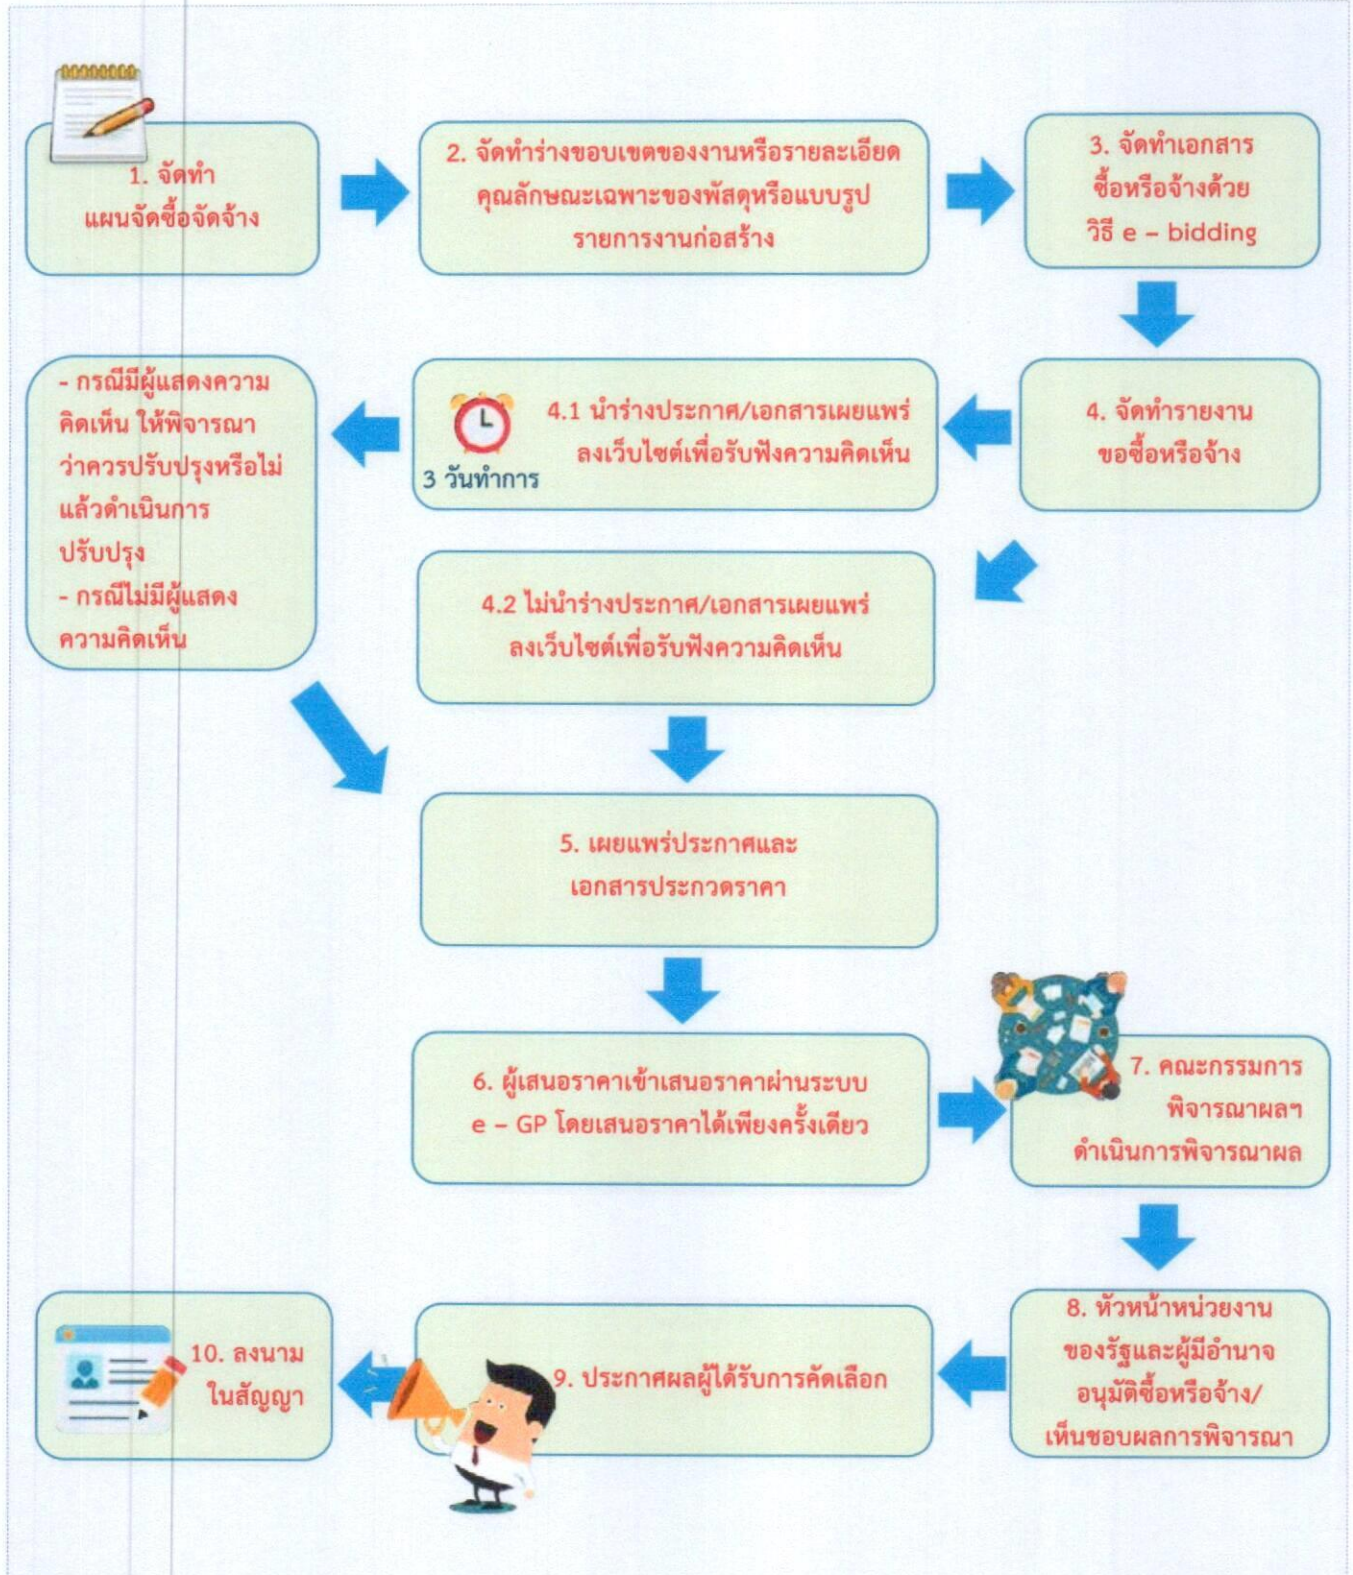 1. จัดทำ
แผนจัดซื้อจัดจ้าง
2. จัดทำร่างขอบเขตของงานหรือรายละเอียด
คุณลักษณะเฉพาะของพัสดุหรือแบบรูป
รายการงานก่อสร้าง
3. จัดทำเอกสาร
ซื้อหรือจ้างด้วย
วิธี e – bidding
4. จัดทำรายงาน
ขอซื้อหรือจ้าง
4.1 นำร่างประกาศ/เอกสารเผยแพร่
ลงเว็บไซต์เพื่อรับฟังความคิดเห็น
3 วันทำการ
- กรณีมีผู้แสดงความ
คิดเห็น ให้พิจารณา
ว่าควรปรับปรุงหรือไม่
แล้วดำเนินการ
ปรับปรุง
- กรณีไม่มีผู้แสดง
ความคิดเห็น
4.2 ไม่นำร่างประกาศ/เอกสารเผยแพร่
ลงเว็บไซต์เพื่อรับฟังความคิดเห็น
5. เผยแพร่ประกาศและ
เอกสารประกวดราคา
6. ผู้เสนอราคาเข้าเสนอราคาผ่านระบบ
e – GP โดยเสนอราคาได้เพียงครั้งเดียว
7. คณะกรรมการ
พิจารณาผลฯ
ดำเนินการพิจารณาผล
8. หัวหน้าหน่วยงาน
ของรัฐและผู้มีอำนาจ
อนุมัติซื้อหรือจ้าง/
เห็นชอบผลการพิจารณา
9. ประกาศผลผู้ได้รับการคัดเลือก
10. ลงนาม
ในสัญญา